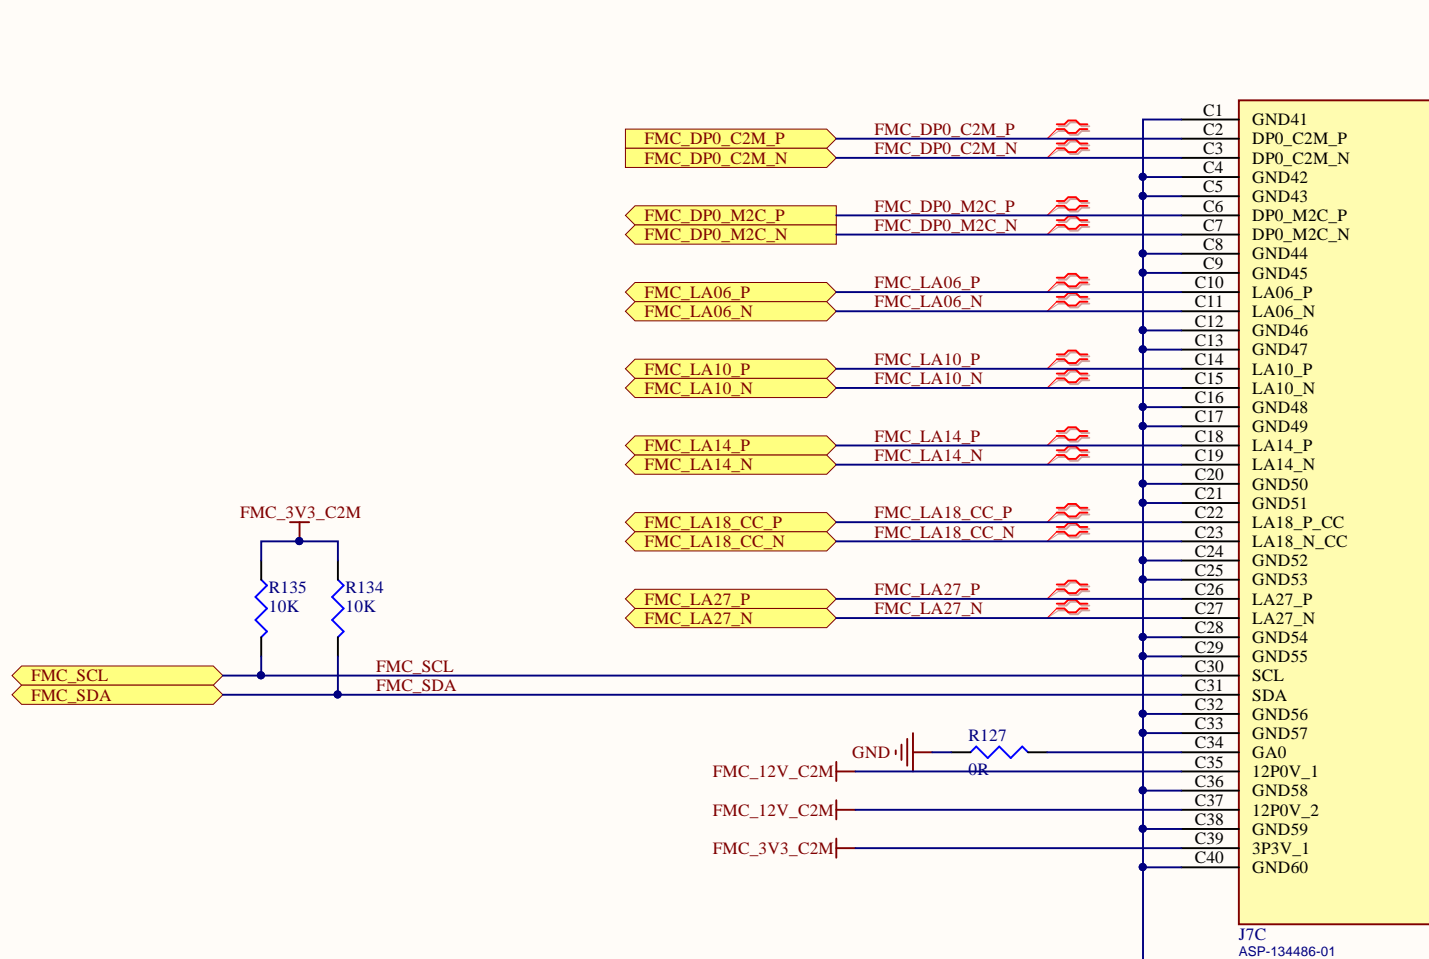 C1 GND41
FMC_DP0_C2M_P FMC_DP0_C2M_P C2 DP0_C2M_P
FMC_DP0_C2M_N FMC_DP0_C2M_N C3 DP0_C2M_N
C4 GND42
C5 GND43
FMC_DP0_M2C_P FMC_DP0_M2C_P C6 DP0_M2C_P
FMC_DP0_M2C_N FMC_DP0_M2C_N C7 DP0_M2C_N
C8 GND44
C9 GND45
FMC_LA06_P FMC_LA06_P C10 LA06_P
FMC_LA06_N FMC_LA06_N C11 LA06_N
C12 GND46
C13 GND47
FMC_LA10_P FMC_LA10_P C14 LA10_P
FMC_LA10_N FMC_LA10_N C15 LA10_N
C16 GND48
C17 GND49
FMC_LA14_P FMC_LA14_P C18 LA14_P
FMC_LA14_N FMC_LA14_N C19 LA14_N
C20 GND50
C21 GND51
FMC_3V3_C2M
FMC_LA18_CC_P FMC_LA18_CC_P C22 LA18_P_CC
FMC_LA18_CC_N FMC_LA18_CC_N C23 LA18_N_CC
C24 GND52
C25 GND53
R135 R134
10K 10K
FMC_LA27_P FMC_LA27_P C26 LA27_P
FMC_LA27_N FMC_LA27_N C27 LA27_N
C28 GND54
C29 GND55
FMC_SCL FMC_SCL C30 SCL
FMC_SDA FMC_SDA C31 SDA
C32 GND56
C33 GND57
GND R127 C34 GA0
FMC_12V_C2M 0R C35 12P0V_1
C36 GND58
FMC_12V_C2M C37 12P0V_2
C38 GND59
FMC_3V3_C2M C39 3P3V_1
C40 GND60
J7C
ASP-134486-01